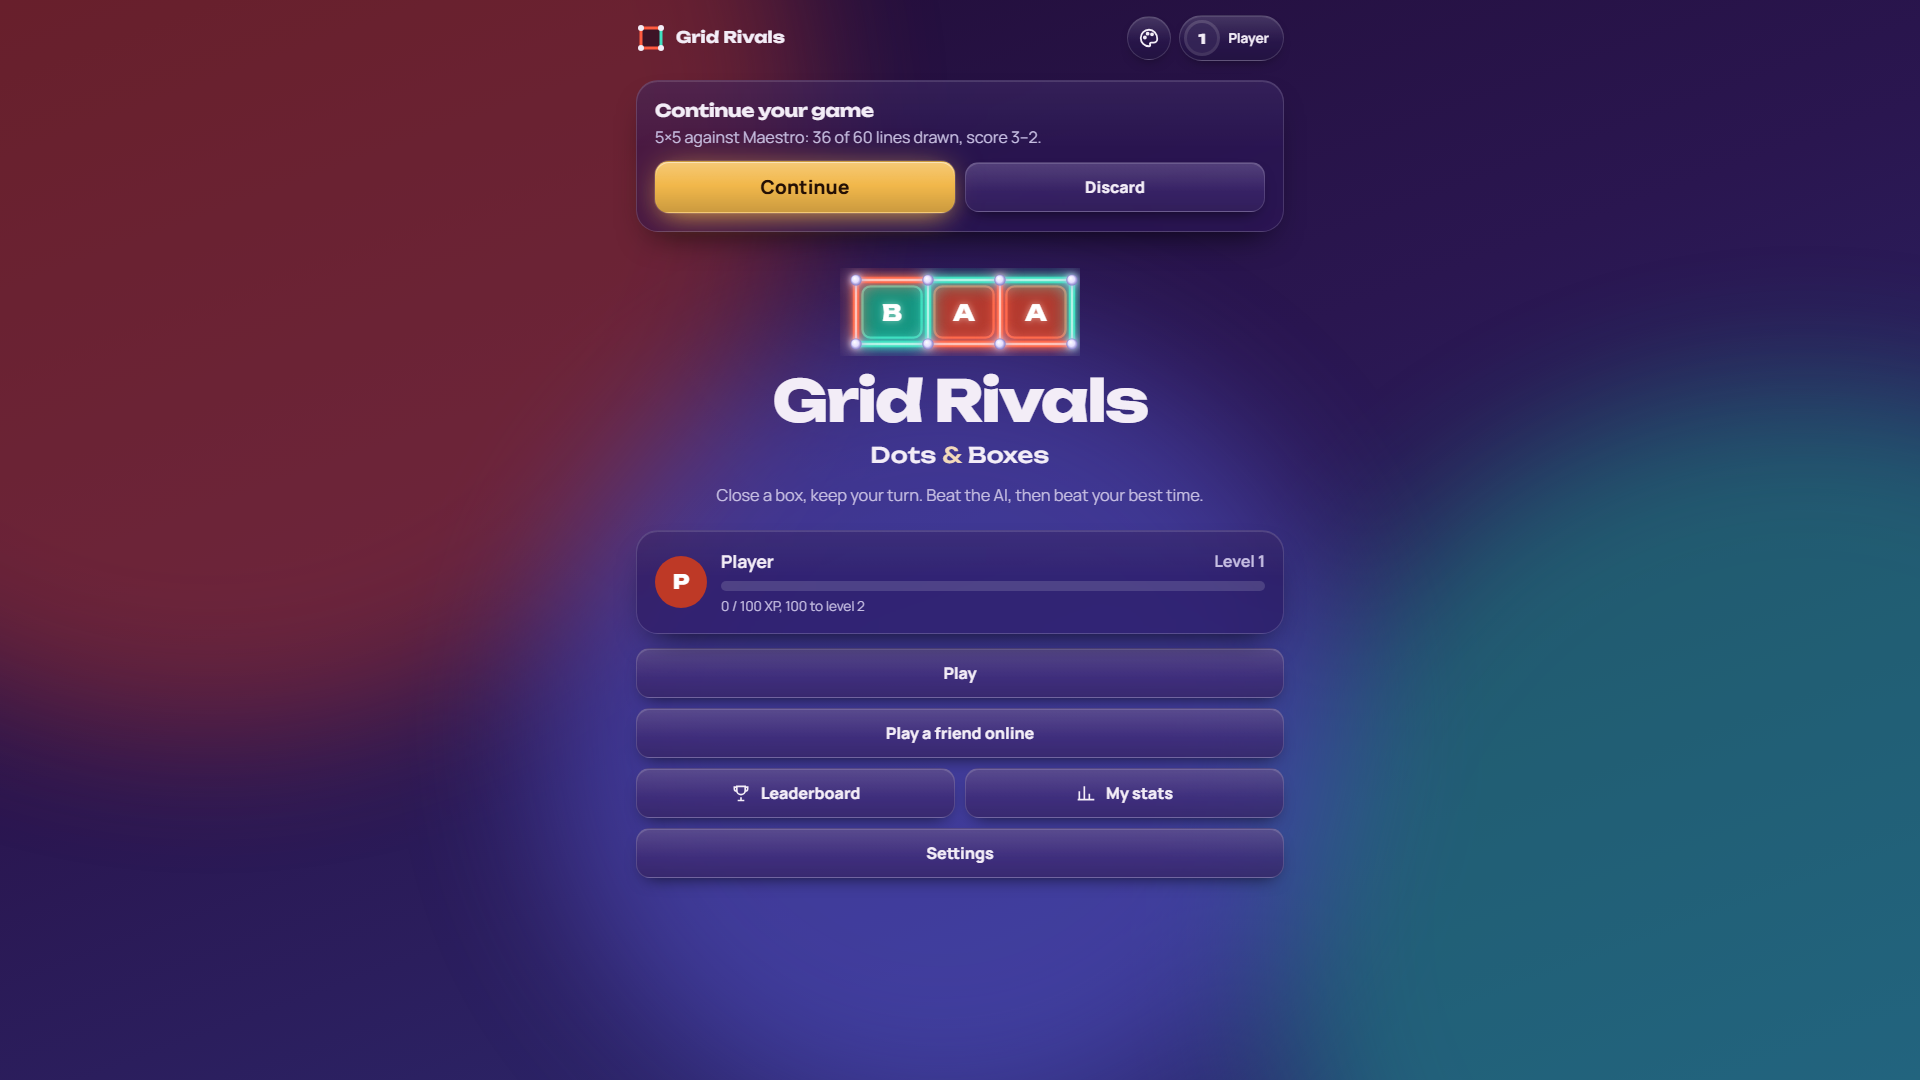 Grid Rivals
1 Player
Continue your game
5×5 against Maestro: 36 of 60 lines drawn, score 3–2.
Continue
Discard
B A A
Grid Rivals
Dots & Boxes
Close a box, keep your turn. Beat the AI, then beat your best time.
P
Player
Level 1
0 / 100 XP, 100 to level 2
Play
Play a friend online
Leaderboard
My stats
Settings